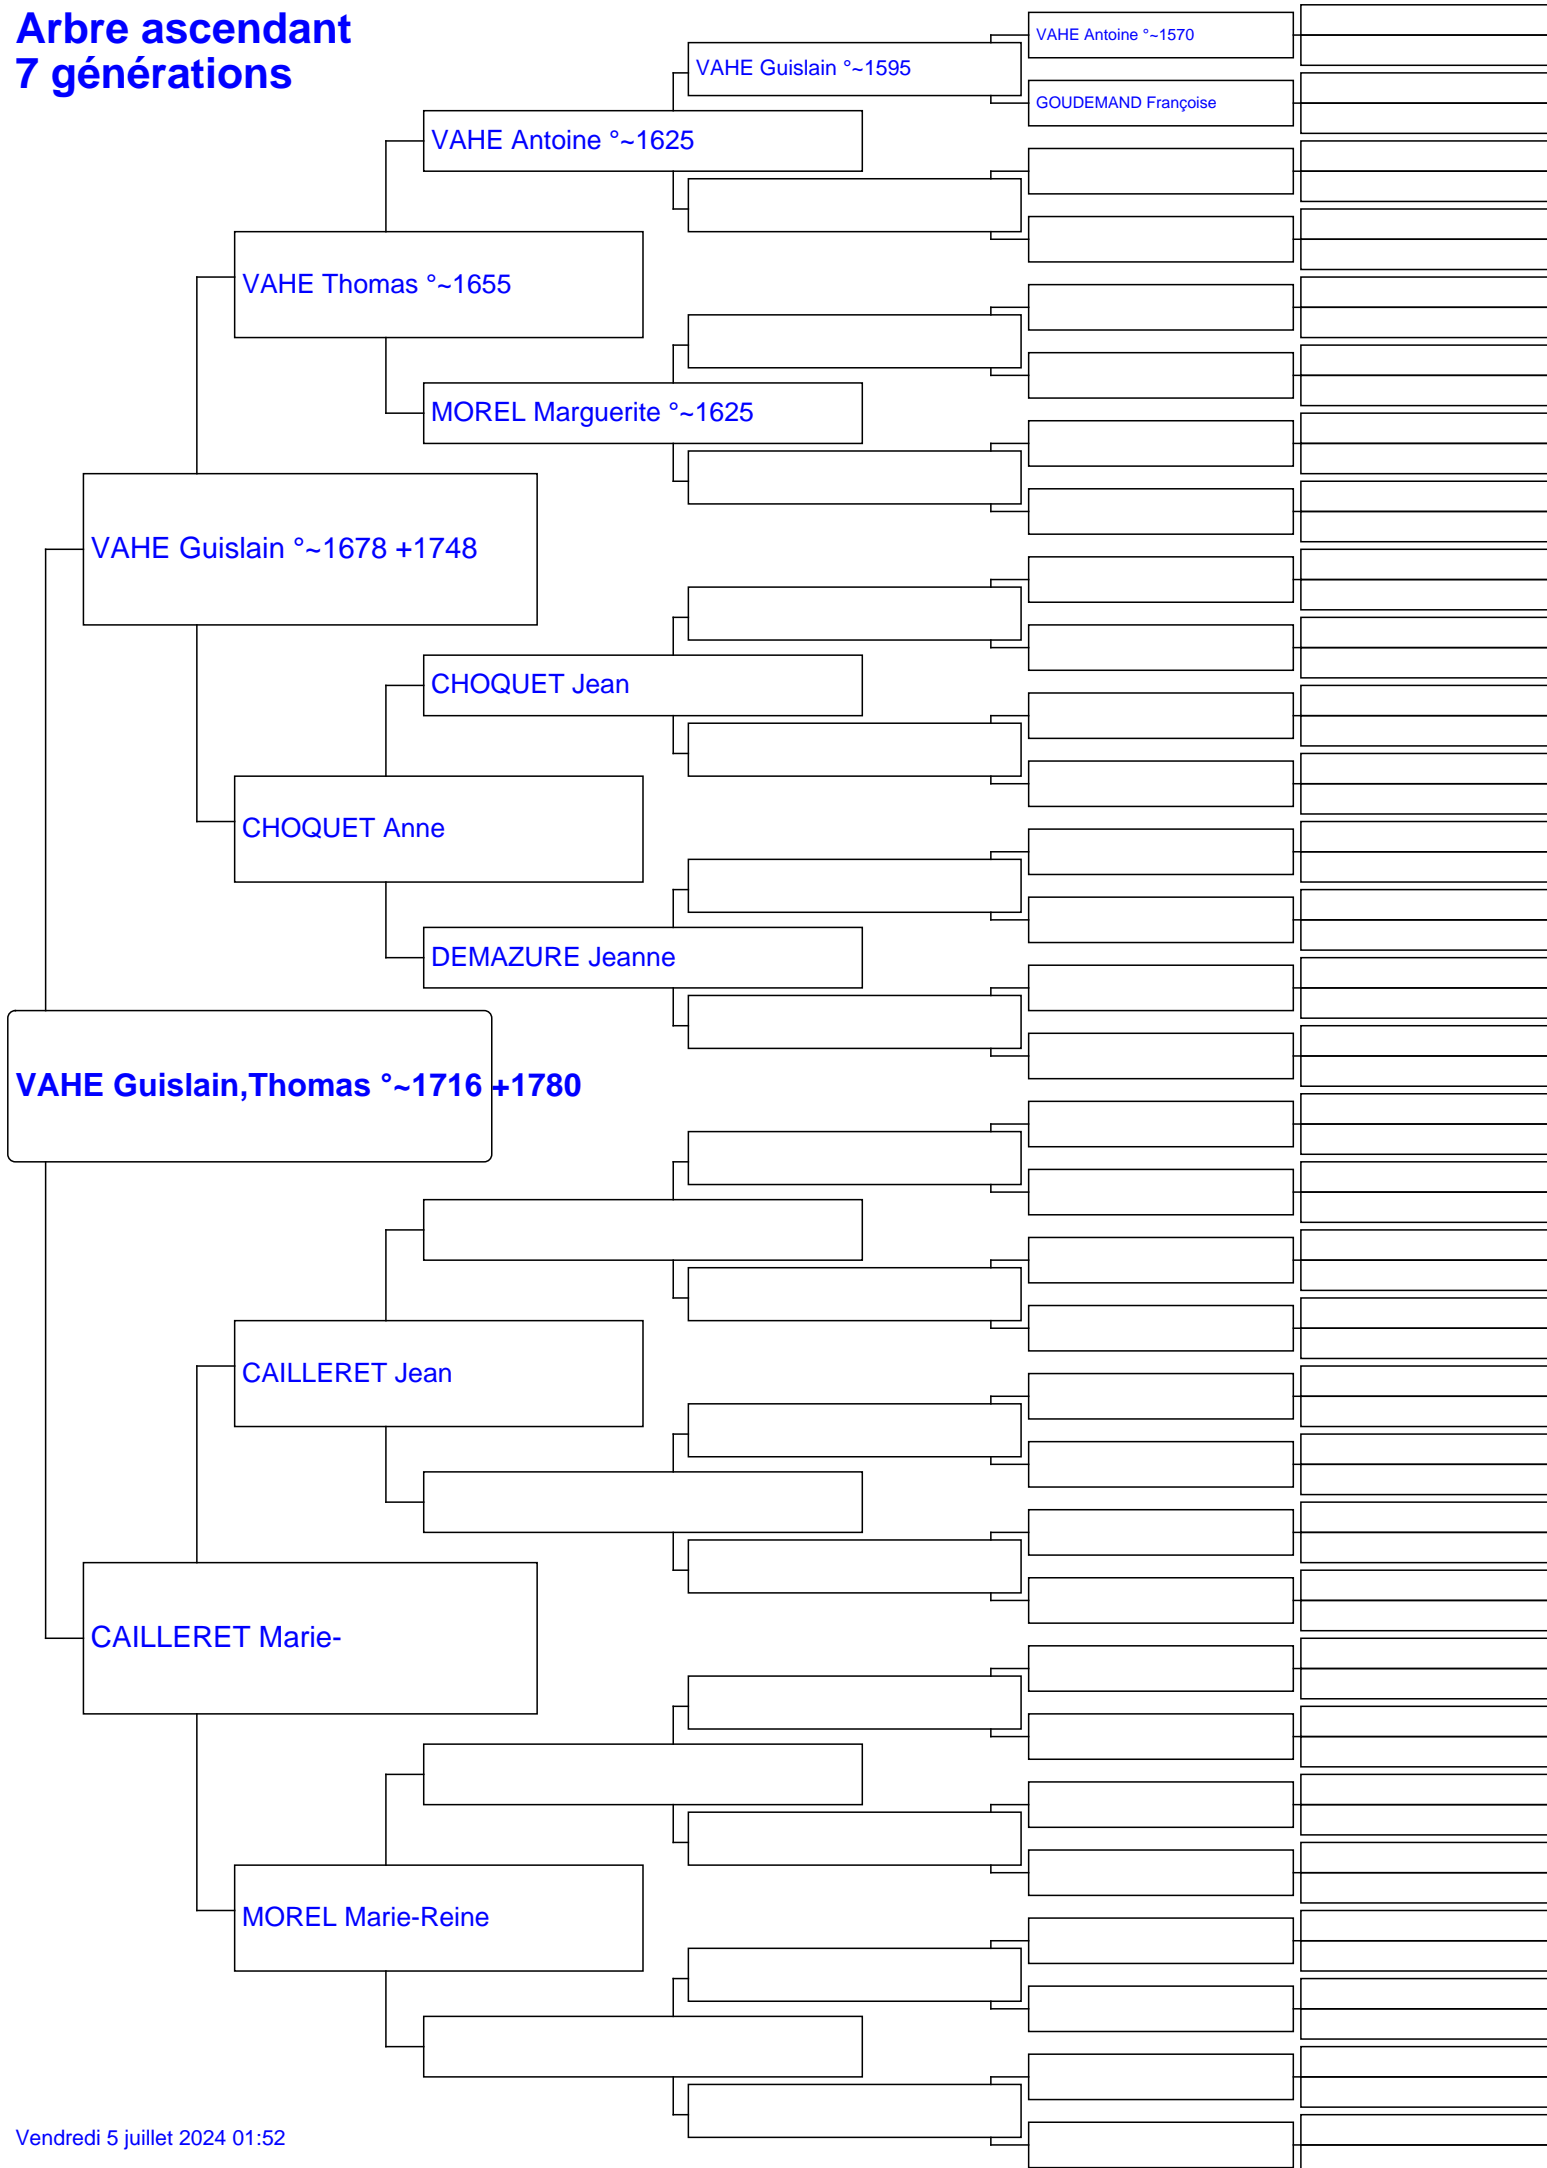 Arbre ascendant
7 générations
VAHE Antoine °~1570
VAHE Guislain °~1595
GOUDEMAND Françoise
VAHE Antoine °~1625
VAHE Thomas °~1655
MOREL Marguerite °~1625
VAHE Guislain °~1678 +1748
CHOQUET Jean
CHOQUET Anne
DEMAZURE Jeanne
VAHE Guislain,Thomas °~1716 +1780
CAILLERET Jean
CAILLERET Marie-
MOREL Marie-Reine
Vendredi 5 juillet 2024 01:52